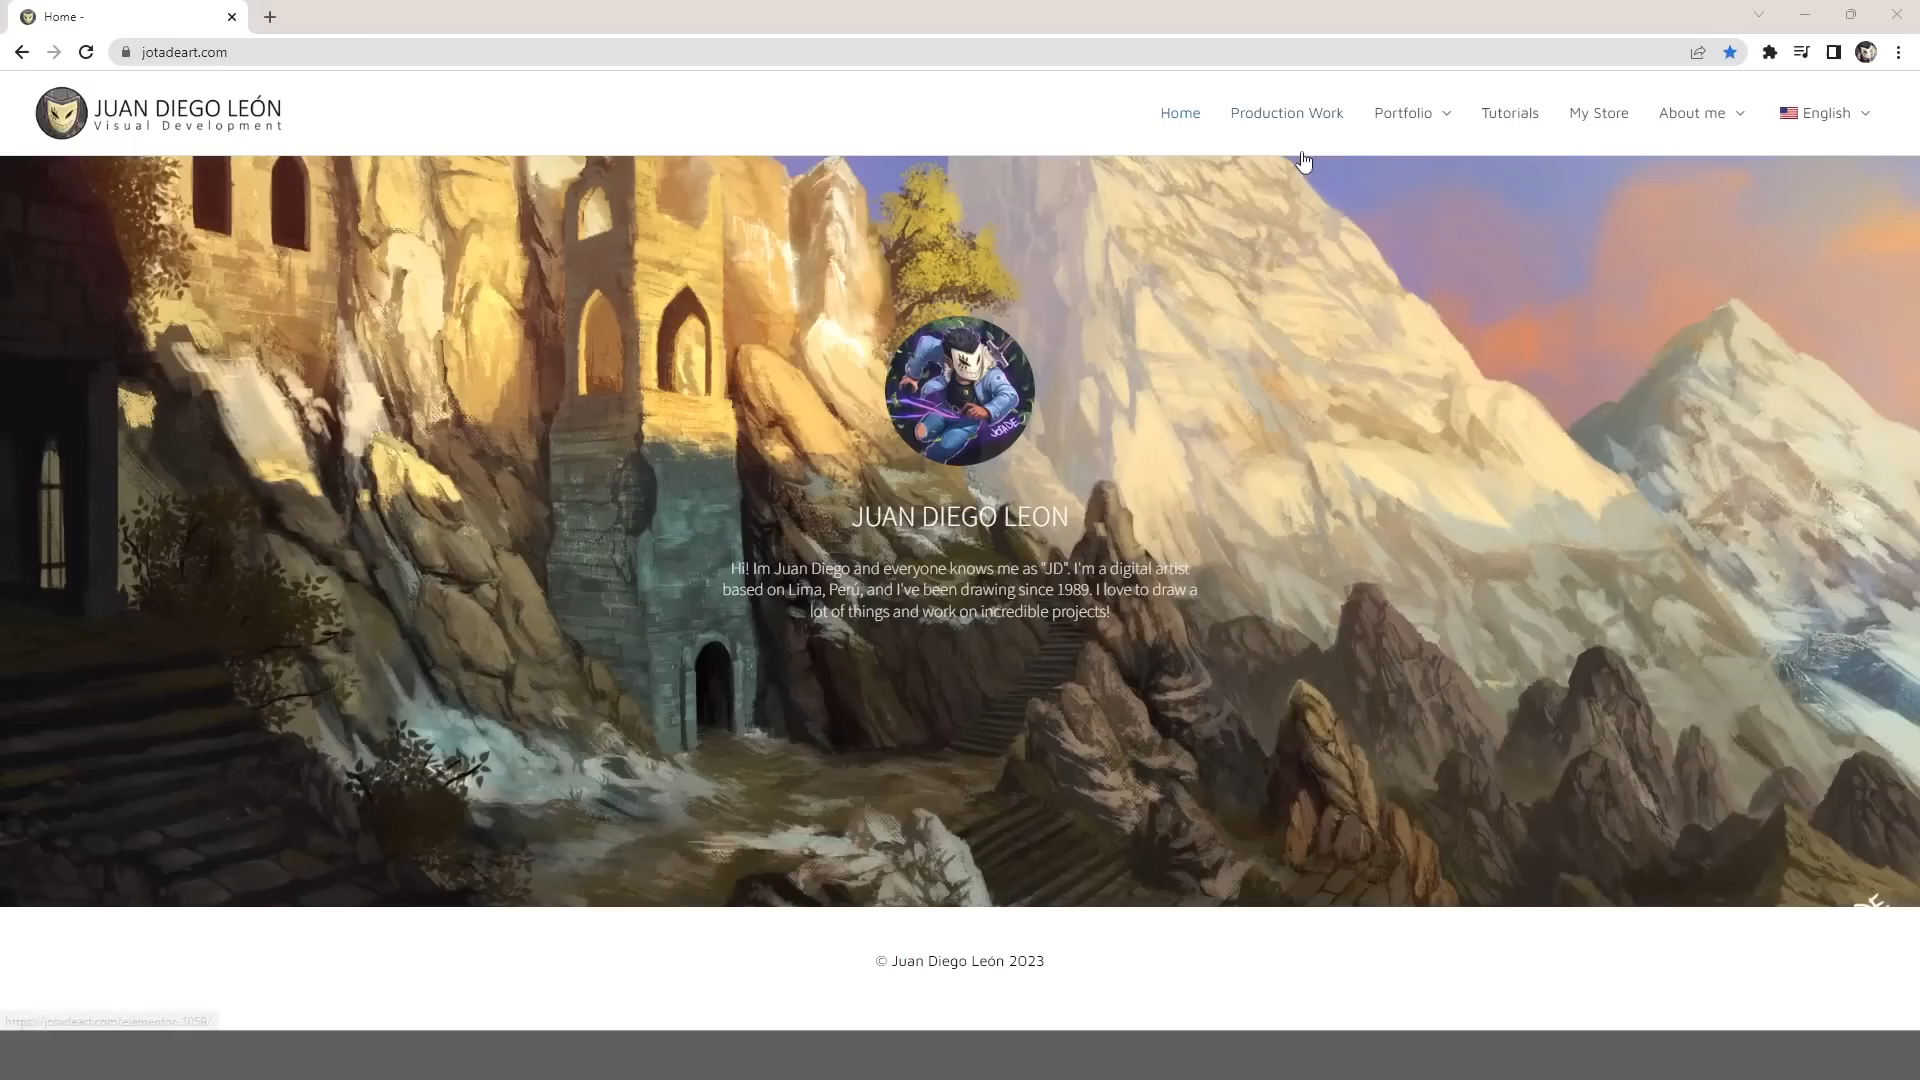 Home -
jotadeart.com
JUAN DIEGO LEÓN
Visual Development
Home
Production Work
Portfolio
Tutorials
My Store
About me
English
JOTADE
JUAN DIEGO LEON
Hi! Im Juan Diego and everyone knows me as "JD". I'm a digital artist
based on Lima, Perú, and I've been drawing since 1989. I love to draw a
lot of things and work on incredible projects!
© Juan Diego León 2023
https://jotadeart.com/elementor-1059/